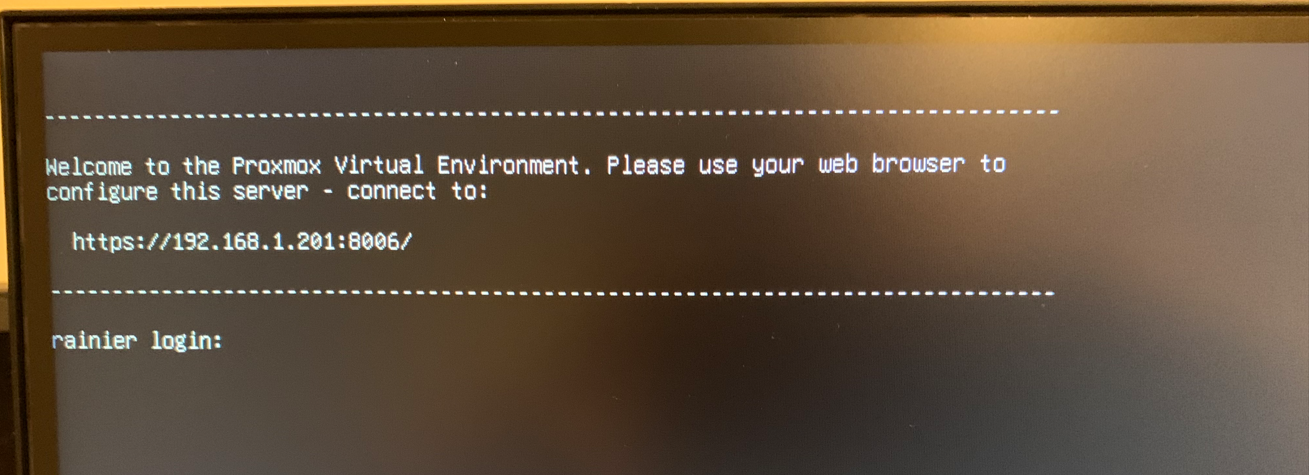 Welcome to the Proxmox Virtual Environment. Please use your web browser to
configure this server - connect to:
https://192.168.1.201:8006/
rainier login: